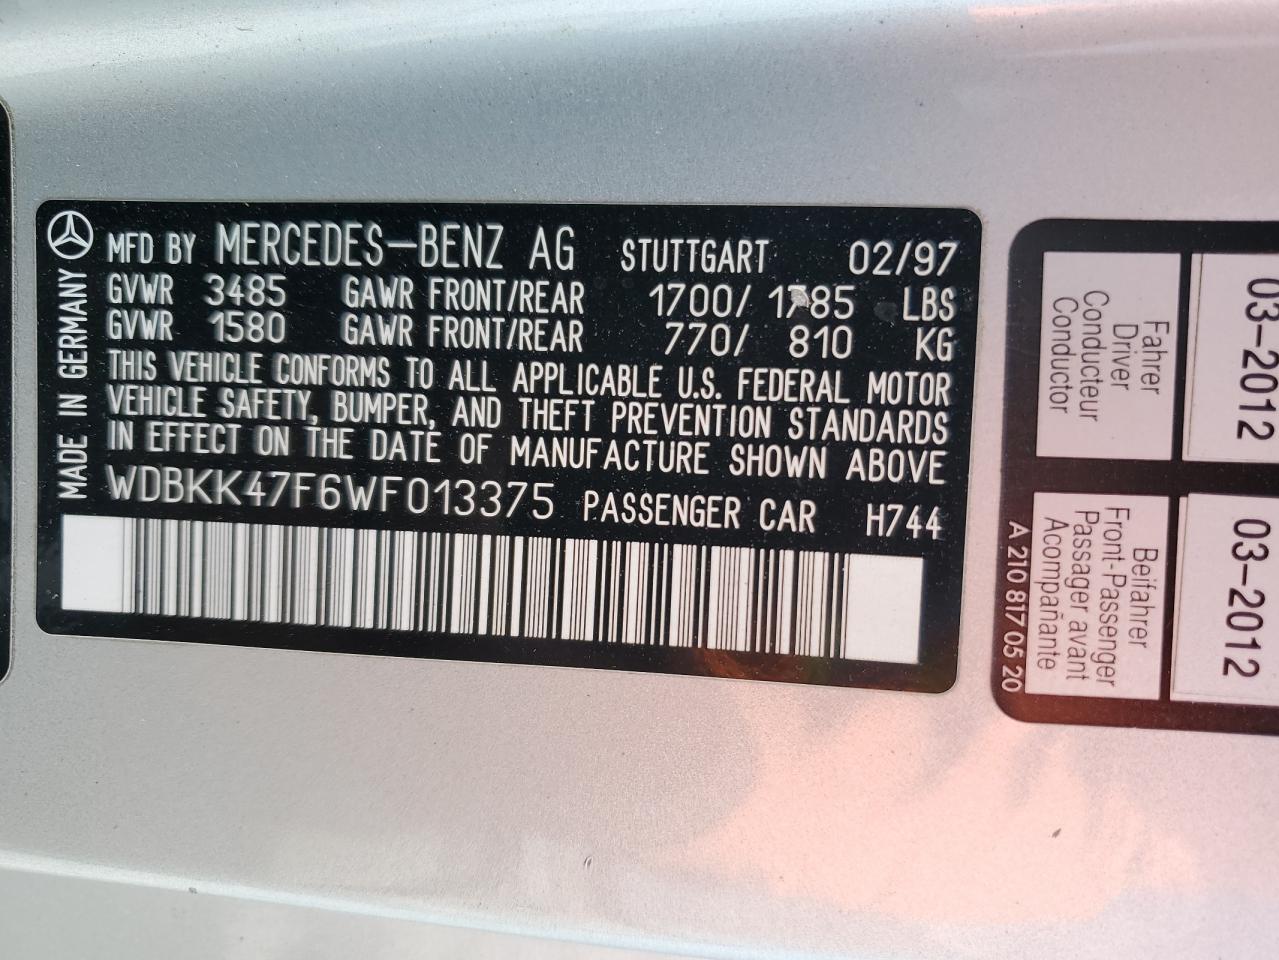 MFD BY MERCEDES-BENZ AG STUTTGART 02/97
GVWR 3485 GAWR FRONT/REAR 1700/ 1785 LBS
GVWR 1580 GAWR FRONT/REAR 770/ 810 KG
THIS VEHICLE CONFORMS TO ALL APPLICABLE U.S. FEDERAL MOTOR
VEHICLE SAFETY, BUMPER, AND THEFT PREVENTION STANDARDS
IN EFFECT ON THE DATE OF MANUFACTURE SHOWN ABOVE
WDBKK47F6WF013375 PASSENGER CAR H744
MADE IN GERMANY
03-2012
Fahrer
Driver
Conducteur
Conductor
03-2012
Beifahrer
Front-Passenger
Passager avant
Acompañante
A 210 817 05 20